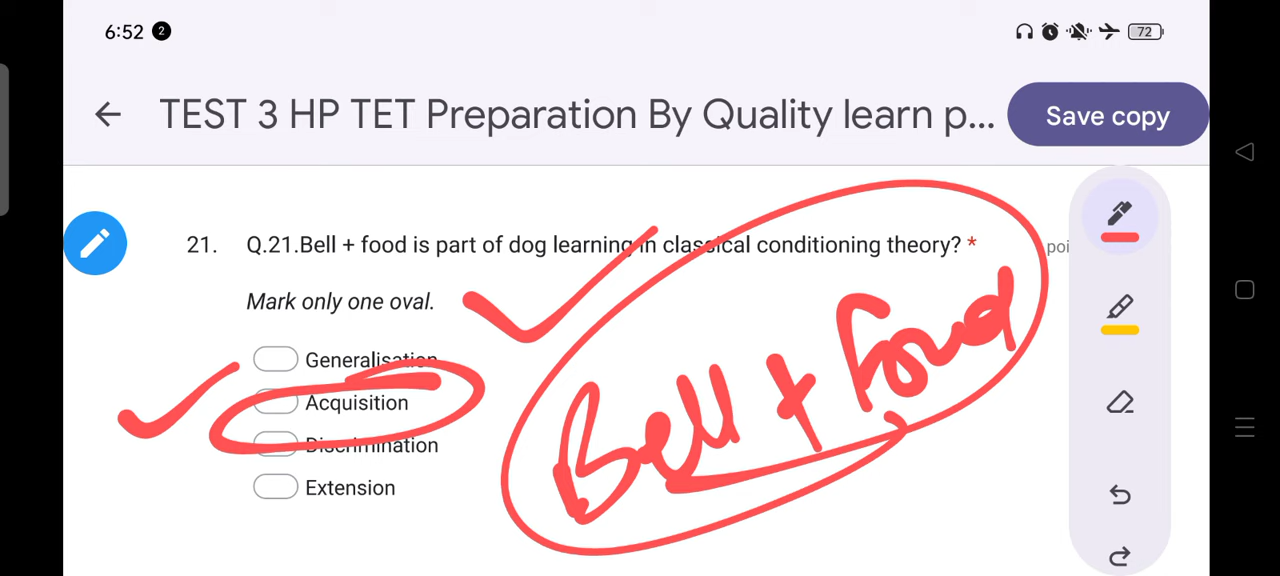 6:52 2
72
TEST 3 HP TET Preparation By Quality learn p...
Save copy
21. Q.21.Bell + food is part of dog learning in classical conditioning theory? * poi
Mark only one oval.
Generalisation
Acquisition
Discrimination
Extension
Bell + Food